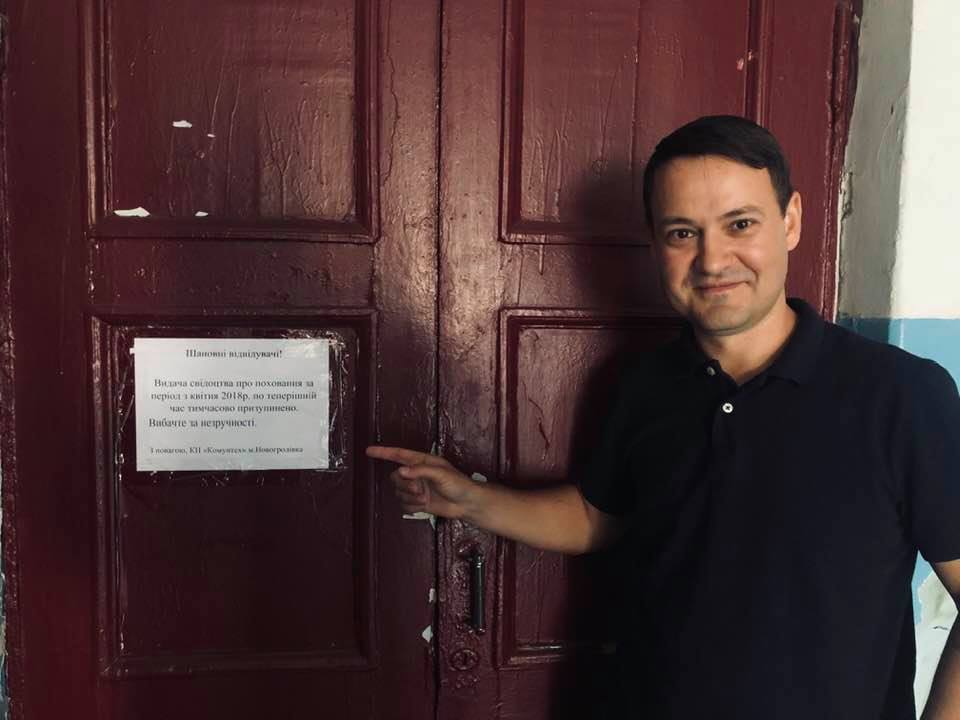 Шановні відвідувачі!
Видача свідоцтва про поховання за
період з квітня 2018р. по теперішній
час тимчасово призупинено.
Вибачте за незручності.
З повагою, КП «Комунтех» м.Новогродівка